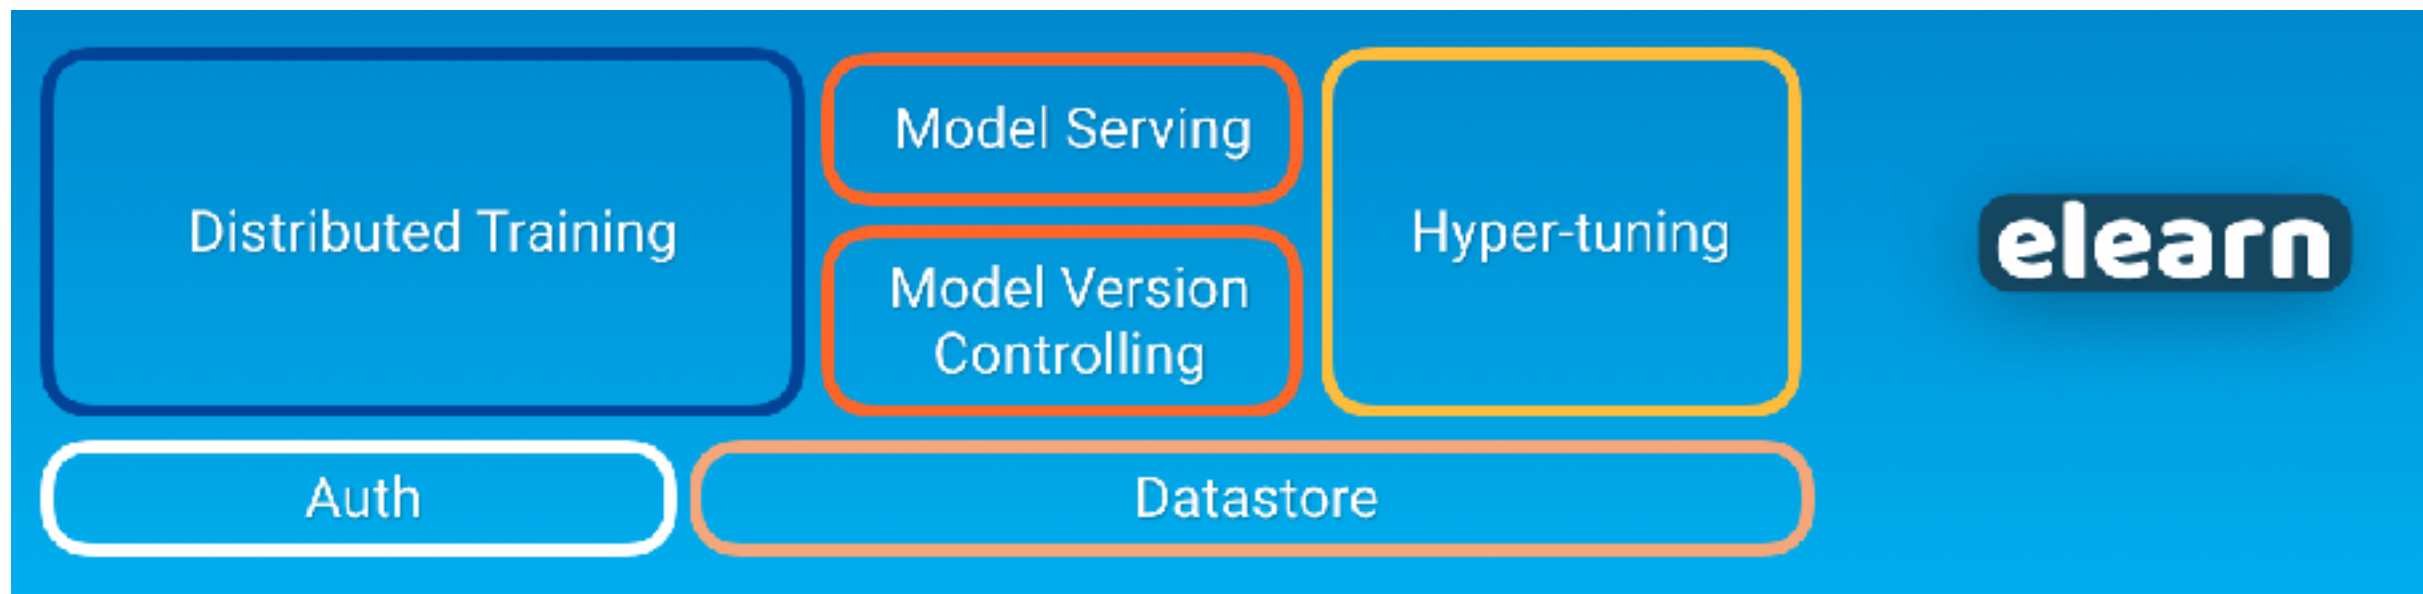 Distributed Training
Model Serving
Model Version
Controlling
Hyper-tuning
elearn
Auth
Datastore